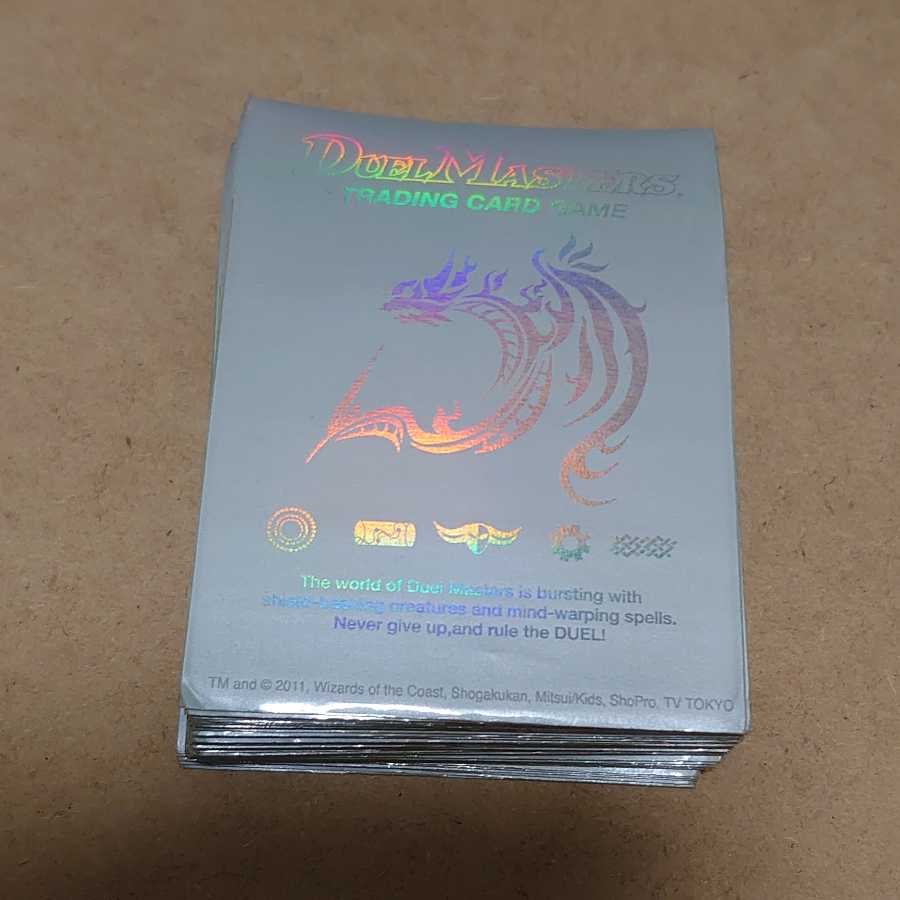 DUEL MASTERS.
TRADING CARD GAME
The world of Duel Masters is bursting with
shield-beaking creatures and mind-warping spells.
Never give up,and rule the DUEL!
TM and © 2011, Wizards of the Coast, Shogakukan, Mitsui/Kids, ShoPro, TV TOKYO